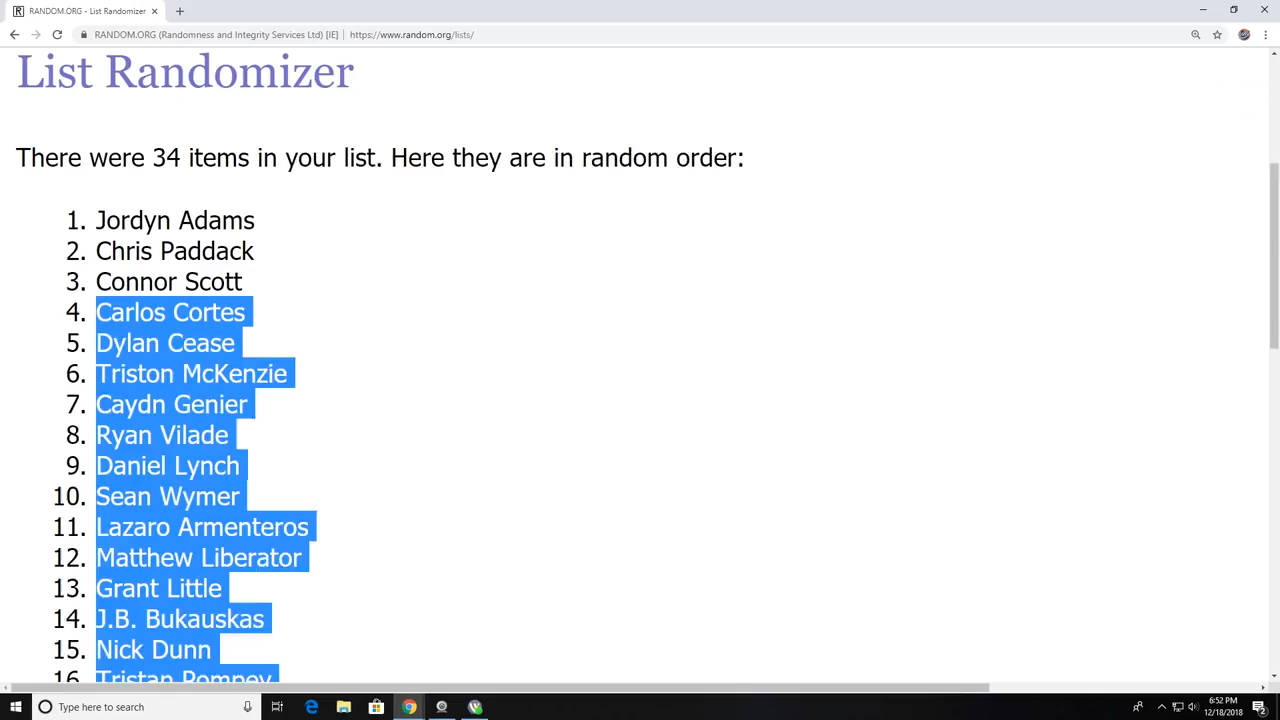 RANDOM.ORG - List Randomizer
RANDOM.ORG (Randomness and Integrity Services Ltd) [IE] | https://www.random.org/lists/
List Randomizer
There were 34 items in your list. Here they are in random order:
1. Jordyn Adams
2. Chris Paddack
3. Connor Scott
4. Carlos Cortes
5. Dylan Cease
6. Triston McKenzie
7. Caydn Genier
8. Ryan Vilade
9. Daniel Lynch
10. Sean Wymer
11. Lazaro Armenteros
12. Matthew Liberator
13. Grant Little
14. J.B. Bukauskas
15. Nick Dunn
16. Tristan Pompey
Type here to search
6:52 PM
12/18/2018